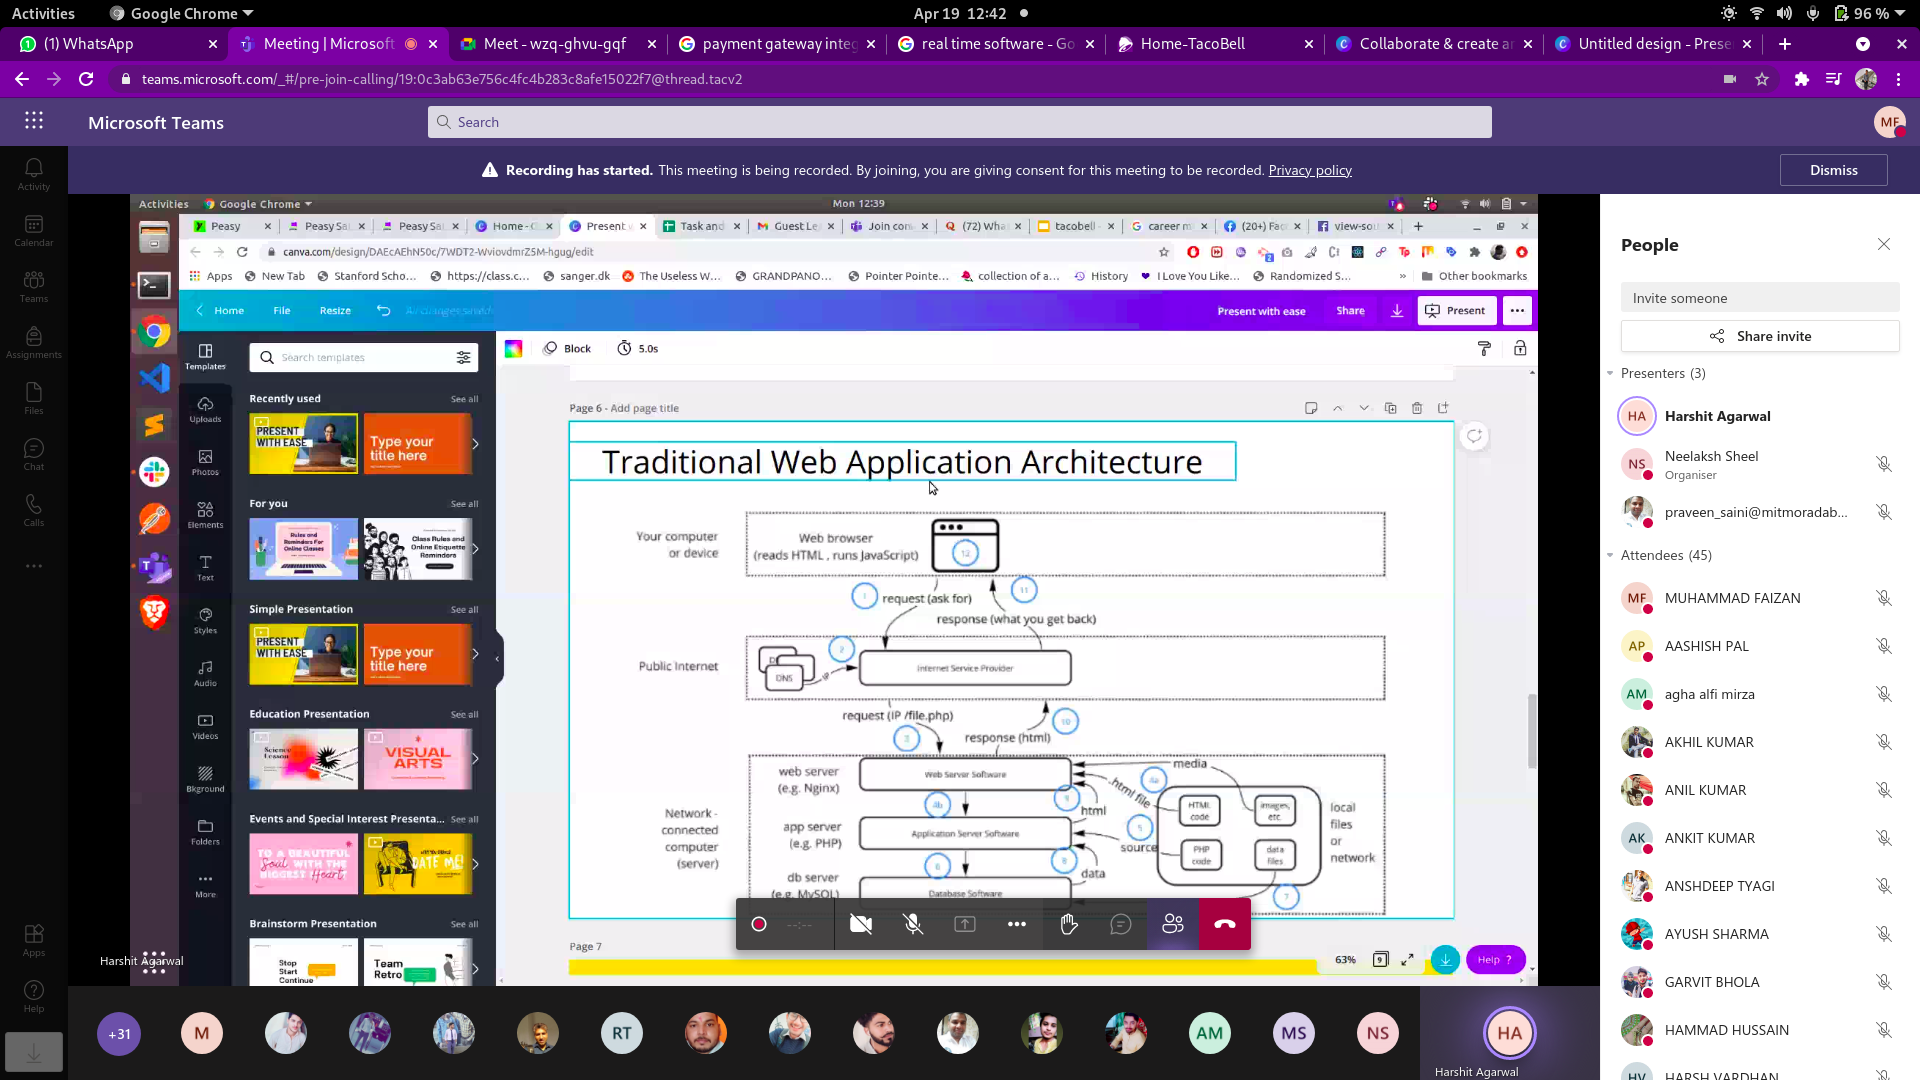 Activities
Google Chrome
Apr 19 12:42
96 %
(1) WhatsApp
Meeting | Microsoft
Meet - wzq-ghvu-gqf
payment gateway integ
real time software - Go
Home-TacoBell
Collaborate & create an
Untitled design - Prese
teams.microsoft.com/_#/pre-join-calling/19:0c3ab63e756c4fc4b283c8afe15022f7@thread.tacv2
Microsoft Teams
Search
MF
Recording has started. This meeting is being recorded. By joining, you are giving consent for this meeting to be recorded. Privacy policy
Dismiss
Activity
Calendar
Teams
Assignments
Files
Chat
Calls
Apps
Help
Activities
Google Chrome
Mon 12:39
Peasy
Peasy Sa
Peasy Sa
Home - C
Present w
Task and
Guest Le
Join con
(72) Wha
tacobell -
career m
(20+) Fac
view-sou
canva.com/design/DAEcAEhN50c/7WDT2-WviovdmrZ5M-hgug/edit
Apps
New Tab
Stanford Scho...
https://class.c...
sanger.dk
The Useless W...
GRANDPANO...
Pointer Pointe...
collection of a...
History
I Love You Like...
Randomized S...
»
Other bookmarks
Home
File
Resize
Present with ease
Share
Present
Templates
Uploads
Photos
Elements
Text
Styles
Audio
Videos
Bkground
Folders
More
Search templates
Recently used
See all
PRESENT
WITH EASE
Type your
title here
For you
See all
Rules and
Reminders For
Online Classes
Class Rules and
Online Etiquette
Reminders
Simple Presentation
See all
PRESENT
WITH EASE
Type your
title here
Education Presentation
See all
Science
Lesson
VISUAL
ARTS
Events and Special Interest Presenta...
See all
TO A BEAUTIFUL
Soul WITH THE
BIGGEST Heart
DATE ME!
Brainstorm Presentation
See all
Stop
Start
Continue
Team
Retro
Block
5.0s
Page 6 - Add page title
Traditional Web Application Architecture
Your computer
or device
Web browser
(reads HTML , runs JavaScript)
12
1
request (ask for)
11
response (what you get back)
Public Internet
DNS
2
IP
Internet Service Provider
request (IP /file.php)
3
response (html)
10
Network -
connected
computer
(server)
web server
(e.g. Nginx)
Web Server Software
4b
9
html
.html file
4a
media
app server
(e.g. PHP)
Application Server Software
5
source
6
8
data
db server
(e.g. MySQL)
Database Software
HTML
code
images,
etc.
PHP
code
data
files
7
local
files
or
network
Page 7
63%
9
Help ?
--:--
Harshit Agarwal
+31
M
RT
AM
MS
NS
HA
Harshit Agarwal
People
Invite someone
Share invite
Presenters (3)
HA
Harshit Agarwal
NS
Neelaksh Sheel
Organiser
praveen_saini@mitmoradab...
Attendees (45)
MF
MUHAMMAD FAIZAN
AP
AASHISH PAL
AM
agha alfi mirza
AKHIL KUMAR
ANIL KUMAR
AK
ANKIT KUMAR
ANSHDEEP TYAGI
AYUSH SHARMA
GARVIT BHOLA
HAMMAD HUSSAIN
HV
HARSH VARDHAN